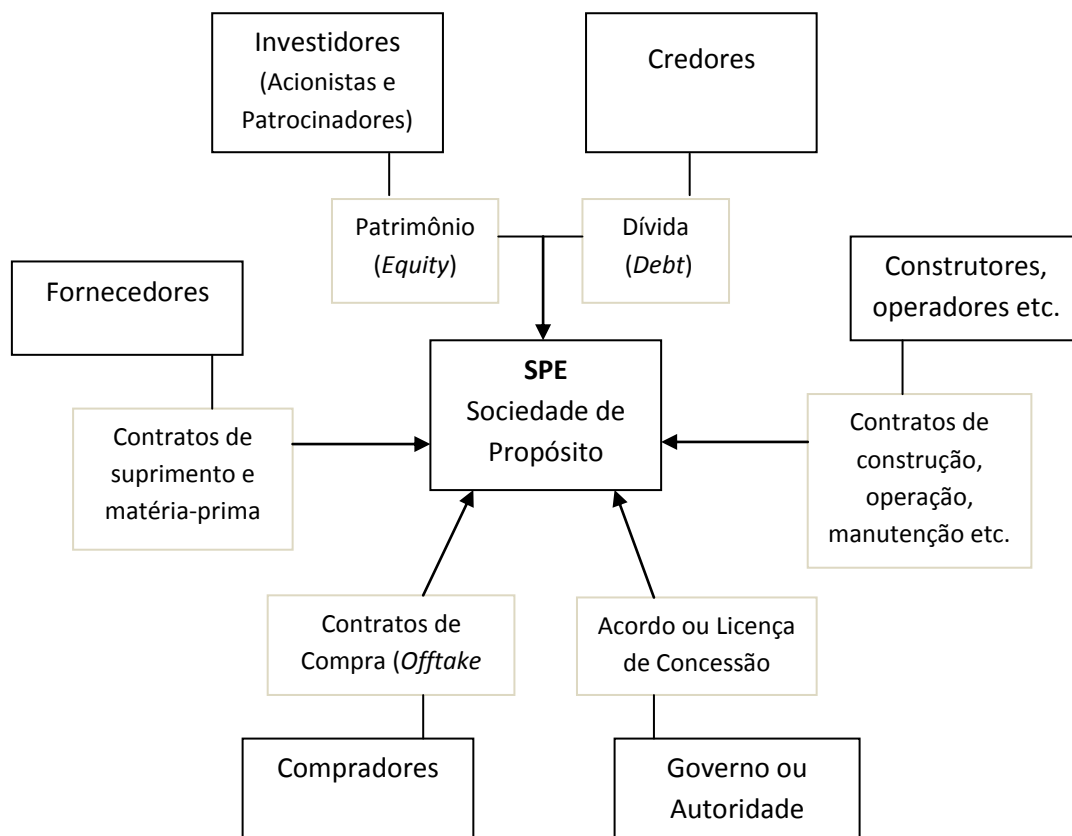 Investidores
(Acionistas e
Patrocinadores)
Credores
Patrimônio
(Equity)
Dívida
(Debt)
Fornecedores
Construtores,
operadores etc.
SPE
Sociedade de
Propósito
Contratos de
suprimento e
matéria-prima
Contratos de
construção,
operação,
manutenção etc.
Contratos de
Compra (Offtake
Acordo ou Licença
de Concessão
Compradores
Governo ou
Autoridade